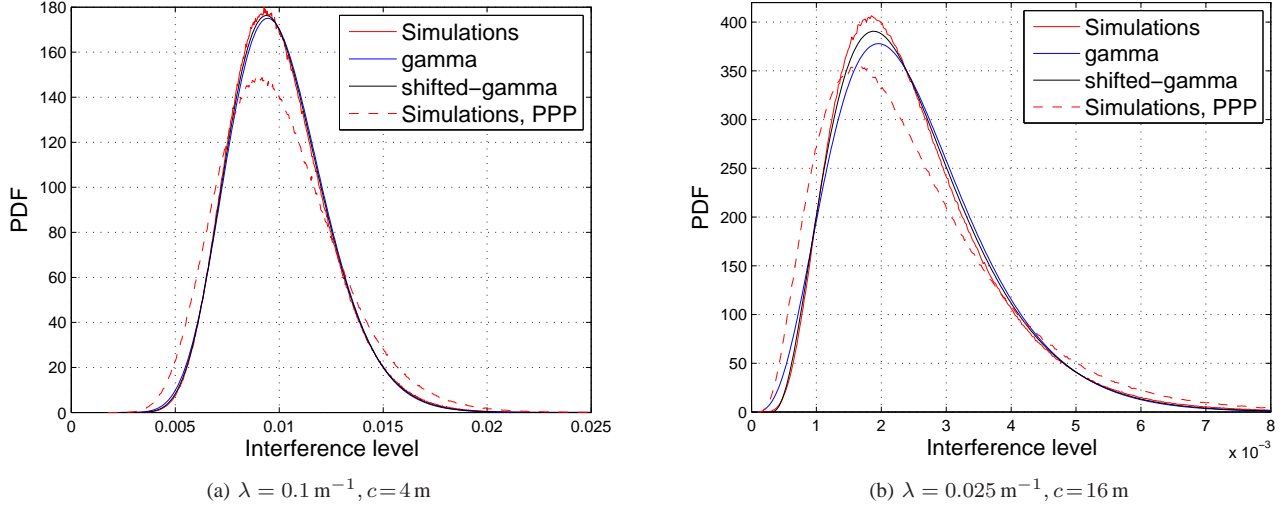 180
160
140
120
100
80
60
40
20
0
PDF
0
0.005
0.01
0.015
0.02
0.025
Interference level
Simulations
gamma
shifted−gamma
Simulations, PPP
(a) λ = 0.1 m⁻¹, c=4 m
400
350
300
250
200
150
100
50
0
PDF
0
1
2
3
4
5
6
7
8
x 10⁻³
Interference level
Simulations
gamma
shifted−gamma
Simulations, PPP
(b) λ = 0.025 m⁻¹, c=16 m